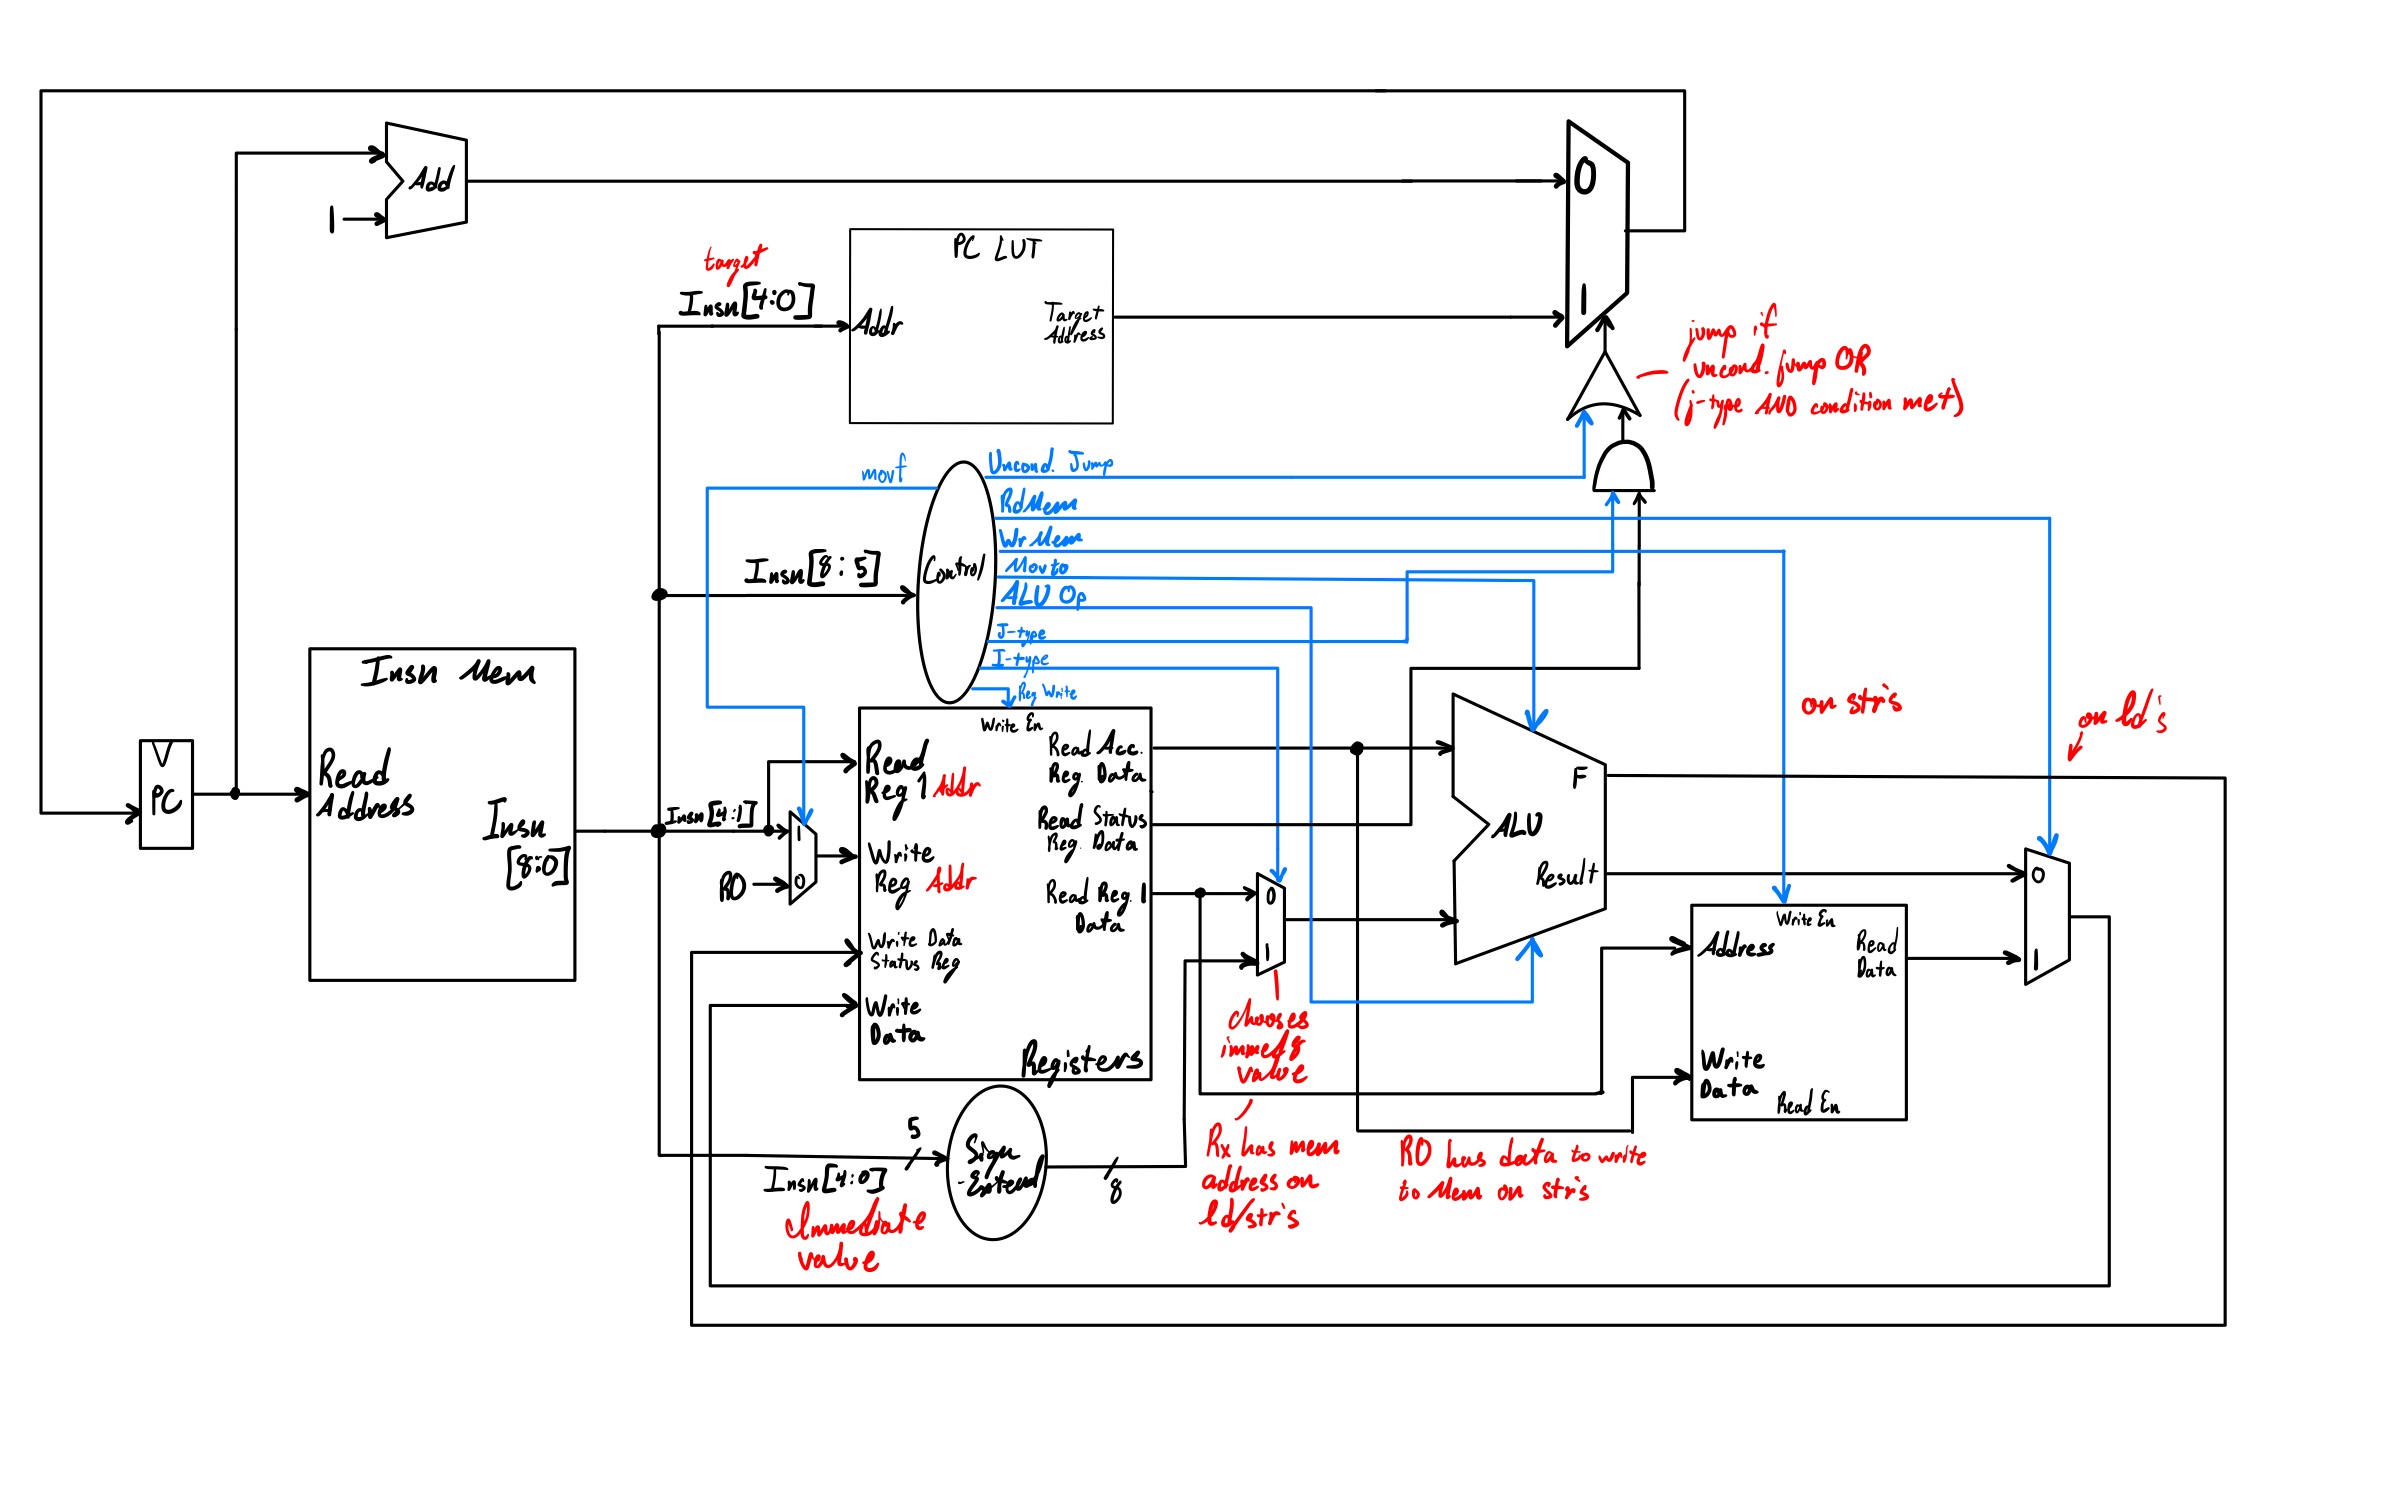 Add
1
0
1
PC LUT
target
Insn[4:0]
Addr
Target
Address
jump if
uncond. jump OR
(j-type AND condition met)
movf
Uncond. Jump
RdMem
WrMem
Movto
ALU Op
J-type
I-type
Reg Write
Insn[8:5]
Control
Insn Mem
Read
Address
Insn
[8:0]
PC
Insn[4:1]
1
0
R0
Write En
Read
Reg 1 Addr
Write
Reg Addr
Write Data
Status Reg
Write
Data
Read Acc.
Reg. Data
Read Status
Reg. Data
Read Reg. 1
Data
Registers
0
1
chooses
immed8
value
F
ALU
Result
on str's
on ld's
Write En
Address
Read
Data
Write
Data
Read En
0
1
5
Insn[4:0]
Immediate
value
Sign
-Extend
8
Rx has mem
address on
ld/str's
R0 has data to write
to Mem on str's